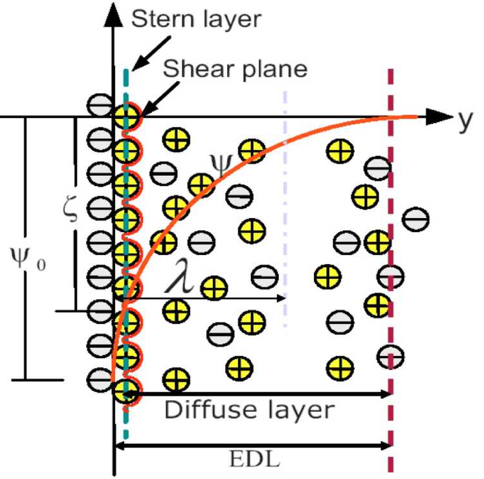 Stern layer
Shear plane
y
ψ
ζ
ψ₀
λ
Diffuse layer
EDL